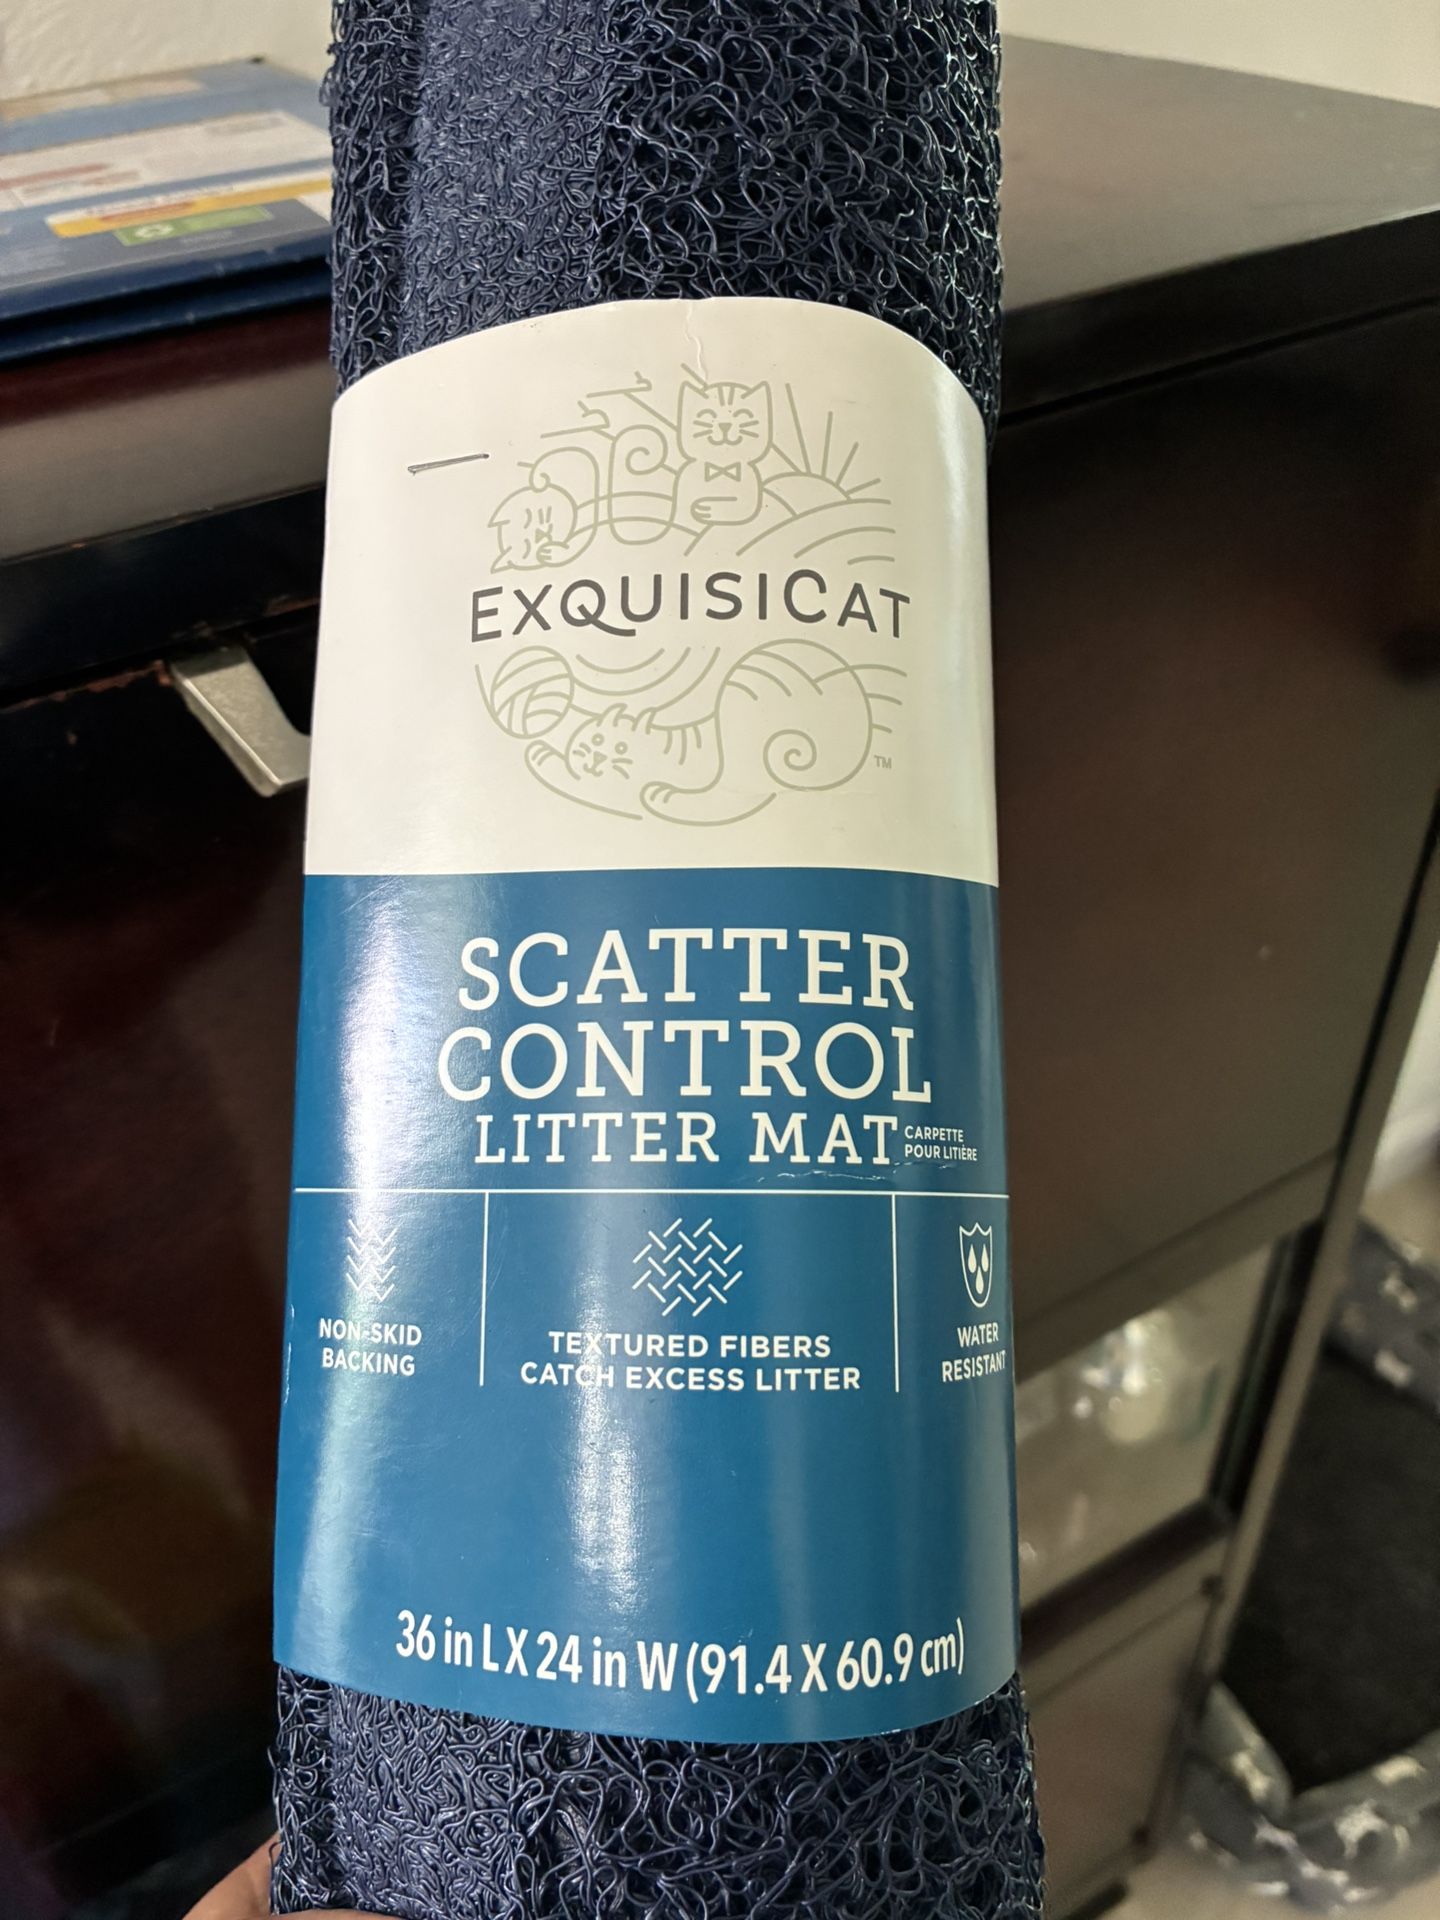 EXQUISICAT
TM
SCATTER
CONTROL
LITTER MAT
CARPETTE
POUR LITIÈRE
NON-SKID
BACKING
TEXTURED FIBERS
CATCH EXCESS LITTER
WATER
RESISTANT
36 in L X 24 in W (91.4 X 60.9 cm)